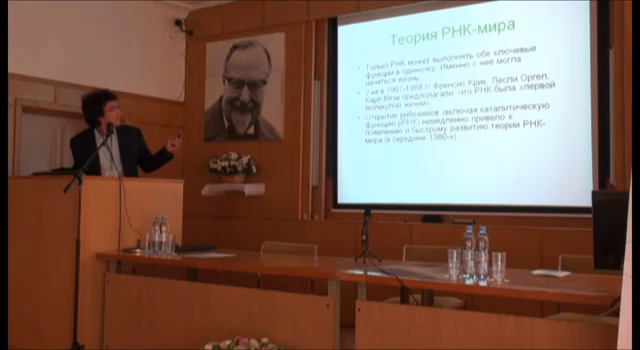 Теория РНК-мира
• Только РНК может выполнять обе ключевые
функции в одиночку. Именно с нее могла
начаться жизнь.
• Уже в 1967-1968 гг. Френсис Крик, Лесли Оргел,
Карл Вёзе предполагали, что РНК была «первой
молекулой жизни».
• Открытие рибозимов (включая каталитическую
функцию рРНК) немедленно привело к
появлению и быстрому развитию теории РНК-
мира (в середине 1980-х).